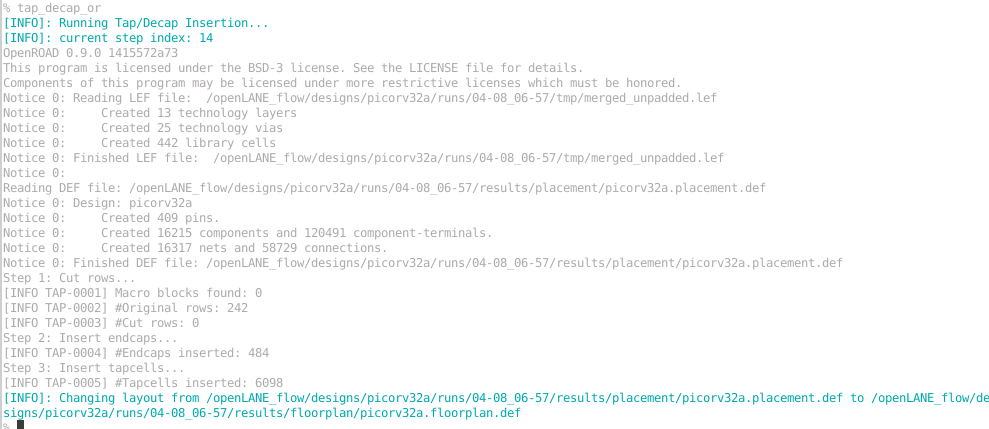 % tap_decap_or
[INFO]: Running Tap/Decap Insertion...
[INFO]: current step index: 14
OpenROAD 0.9.0 1415572a73
This program is licensed under the BSD-3 license. See the LICENSE file for details.
Components of this program may be licensed under more restrictive licenses which must be honored.
Notice 0: Reading LEF file:  /openLANE_flow/designs/picorv32a/runs/04-08_06-57/tmp/merged_unpadded.lef
Notice 0:     Created 13 technology layers
Notice 0:     Created 25 technology vias
Notice 0:     Created 442 library cells
Notice 0: Finished LEF file:  /openLANE_flow/designs/picorv32a/runs/04-08_06-57/tmp/merged_unpadded.lef
Notice 0:
Reading DEF file: /openLANE_flow/designs/picorv32a/runs/04-08_06-57/results/placement/picorv32a.placement.def
Notice 0: Design: picorv32a
Notice 0:     Created 409 pins.
Notice 0:     Created 16215 components and 120491 component-terminals.
Notice 0:     Created 16317 nets and 58729 connections.
Notice 0: Finished DEF file: /openLANE_flow/designs/picorv32a/runs/04-08_06-57/results/placement/picorv32a.placement.def
Step 1: Cut rows...
[INFO TAP-0001] Macro blocks found: 0
[INFO TAP-0002] #Original rows: 242
[INFO TAP-0003] #Cut rows: 0
Step 2: Insert endcaps...
[INFO TAP-0004] #Endcaps inserted: 484
Step 3: Insert tapcells...
[INFO TAP-0005] #Tapcells inserted: 6098
[INFO]: Changing layout from /openLANE_flow/designs/picorv32a/runs/04-08_06-57/results/placement/picorv32a.placement.def to /openLANE_flow/de
signs/picorv32a/runs/04-08_06-57/results/floorplan/picorv32a.floorplan.def
%